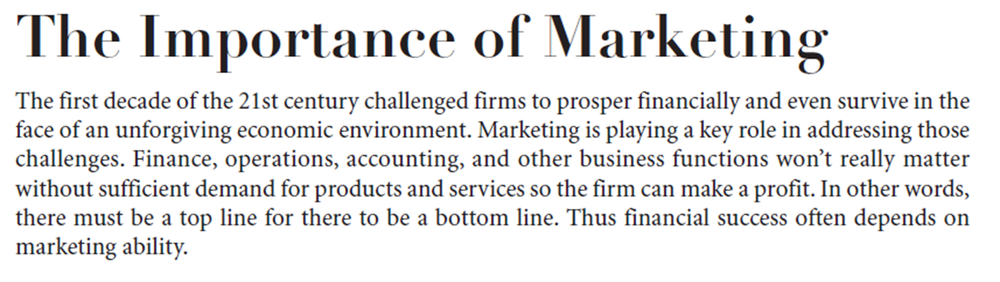 The Importance of Marketing
The first decade of the 21st century challenged firms to prosper financially and even survive in the
face of an unforgiving economic environment. Marketing is playing a key role in addressing those
challenges. Finance, operations, accounting, and other business functions won’t really matter
without sufficient demand for products and services so the firm can make a profit. In other words,
there must be a top line for there to be a bottom line. Thus financial success often depends on
marketing ability.